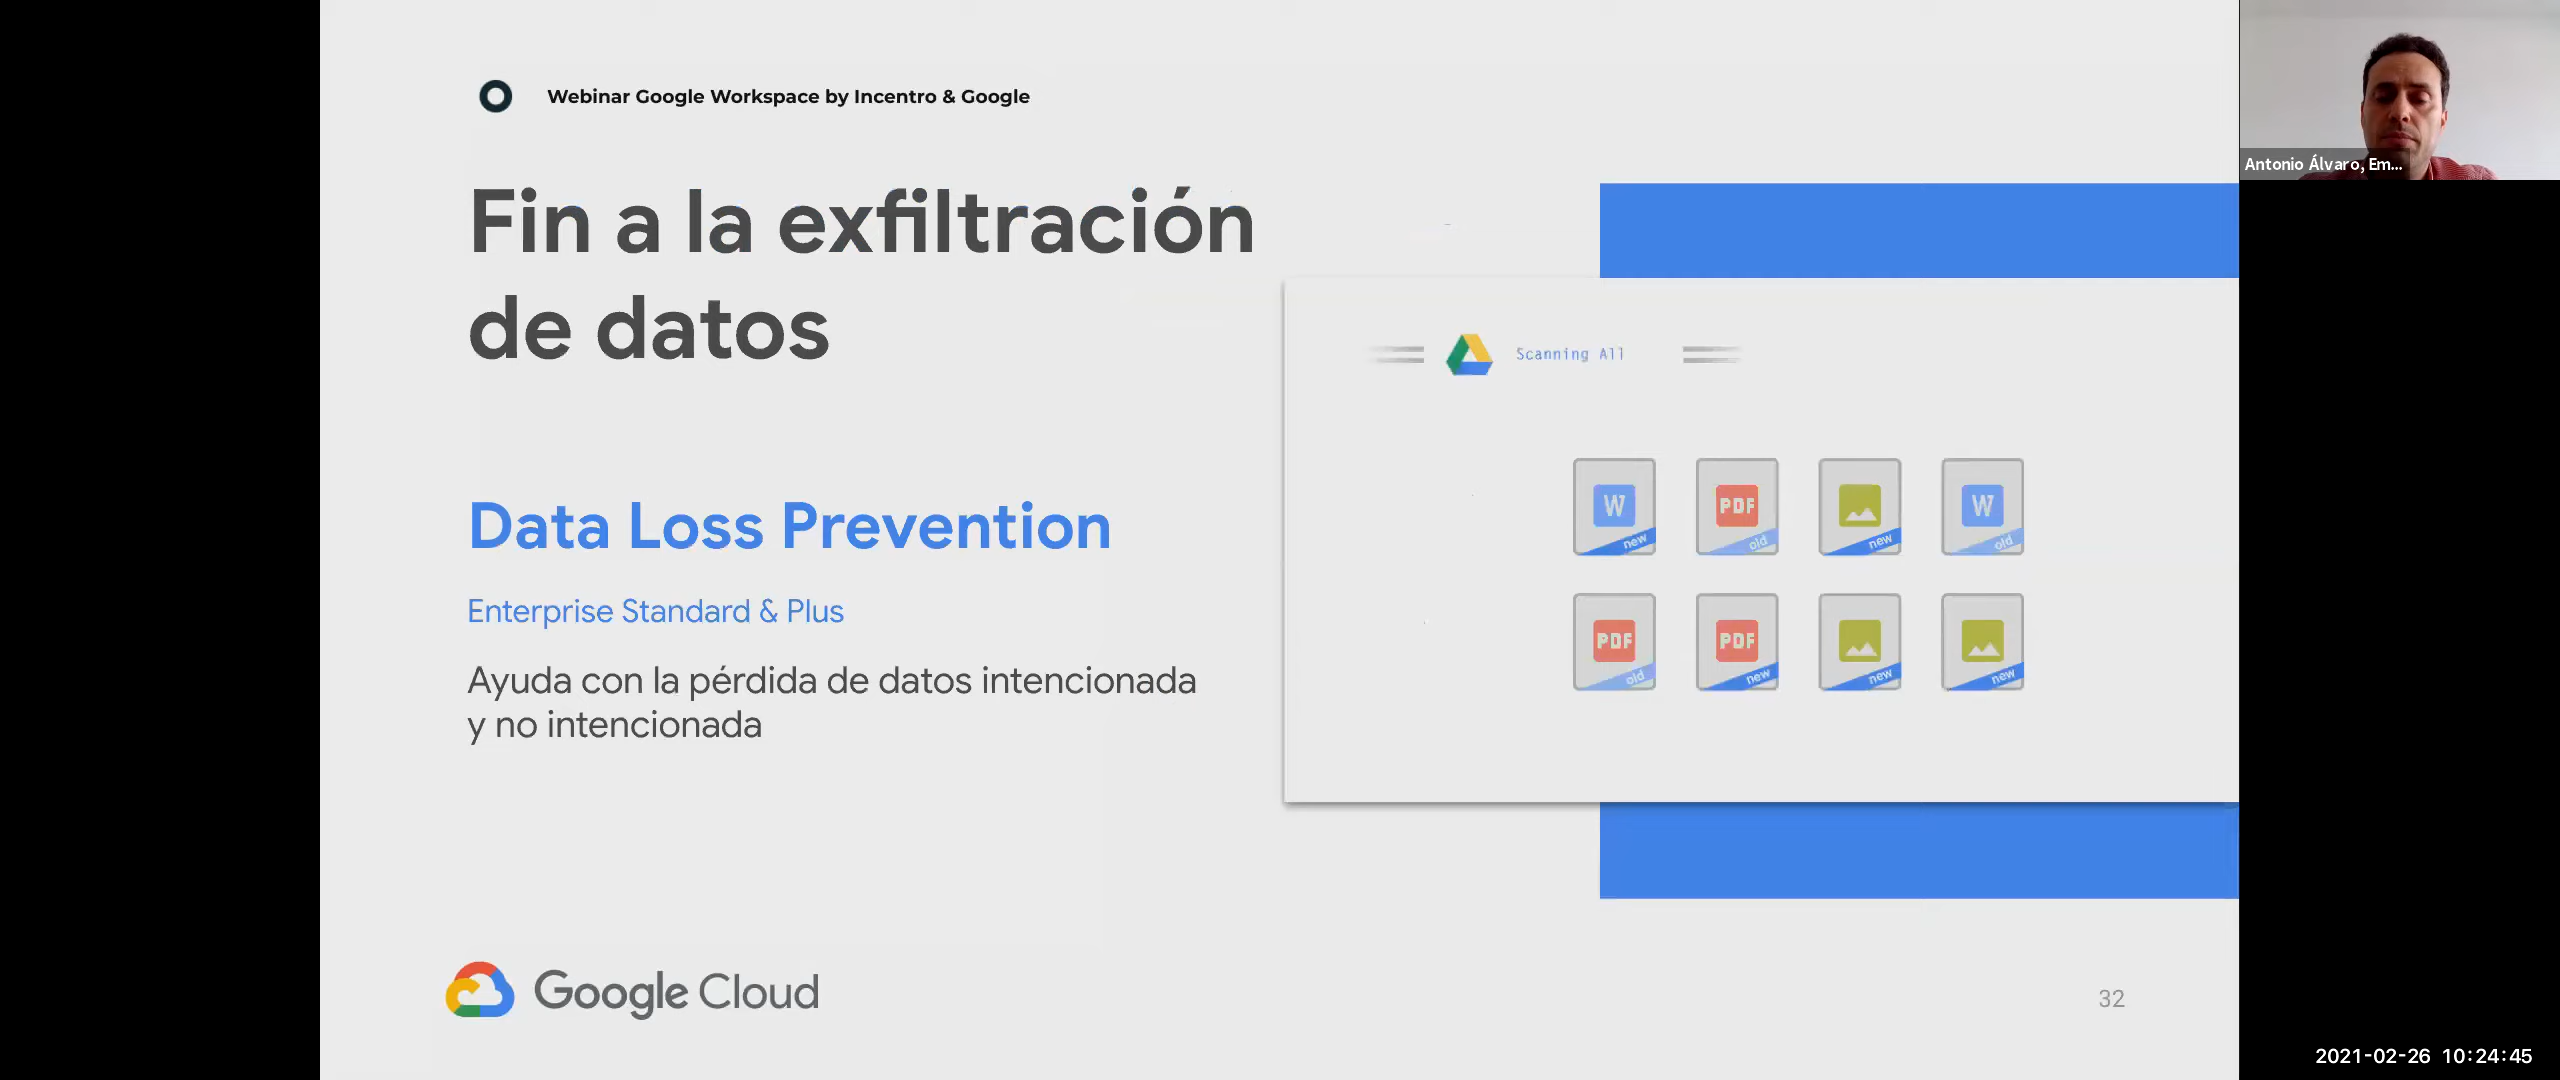 Webinar Google Workspace by Incentro & Google
Antonio Álvaro, Em...
Fin a la exfiltración
de datos
Scanning All
W new
PDF old
new
W old
PDF old
PDF new
new
new
Data Loss Prevention
Enterprise Standard & Plus
Ayuda con la pérdida de datos intencionada
y no intencionada
Google Cloud
32
2021-02-26 10:24:45